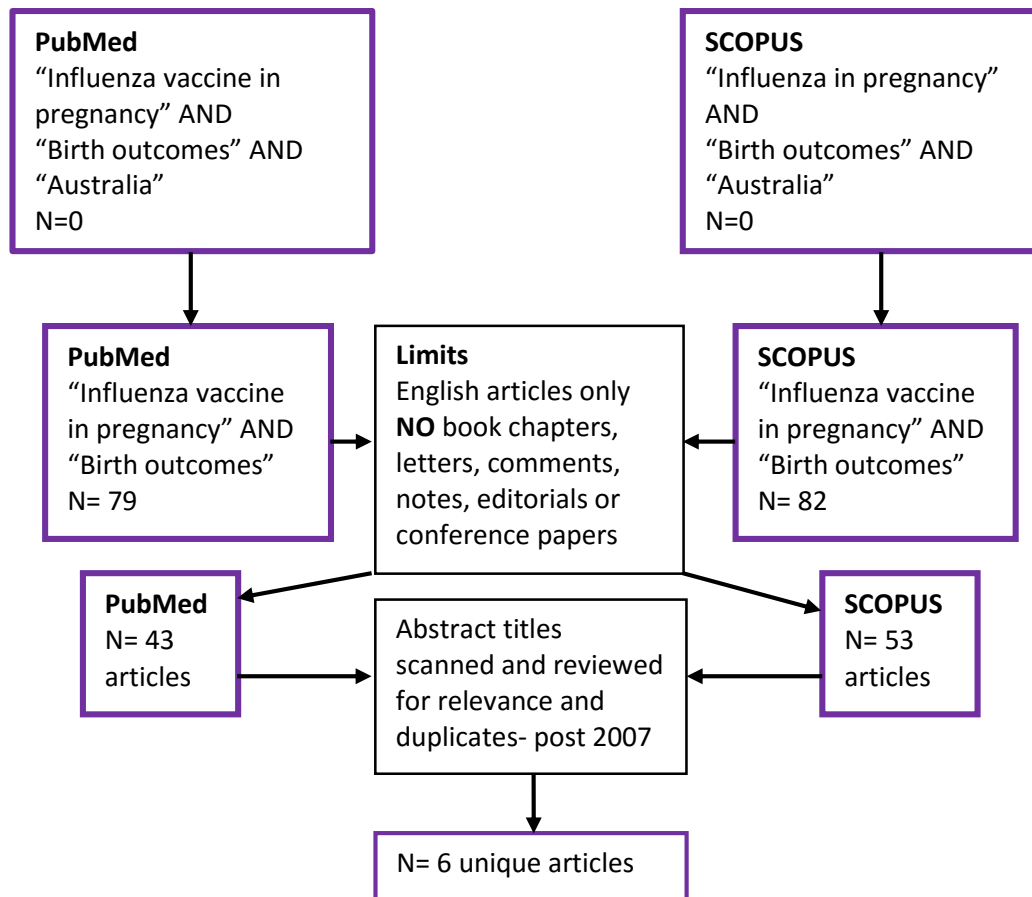 PubMed
“Influenza vaccine in
pregnancy” AND
“Birth outcomes” AND
“Australia”
N=0
SCOPUS
“Influenza in pregnancy”
AND
“Birth outcomes” AND
“Australia”
N=0
PubMed
“Influenza vaccine
in pregnancy” AND
“Birth outcomes”
N= 79
Limits
English articles only
NO book chapters,
letters, comments,
notes, editorials or
conference papers
SCOPUS
“Influenza vaccine
in pregnancy” AND
“Birth outcomes”
N= 82
PubMed
N= 43
articles
Abstract titles
scanned and reviewed
for relevance and
duplicates- post 2007
SCOPUS
N= 53
articles
N= 6 unique articles